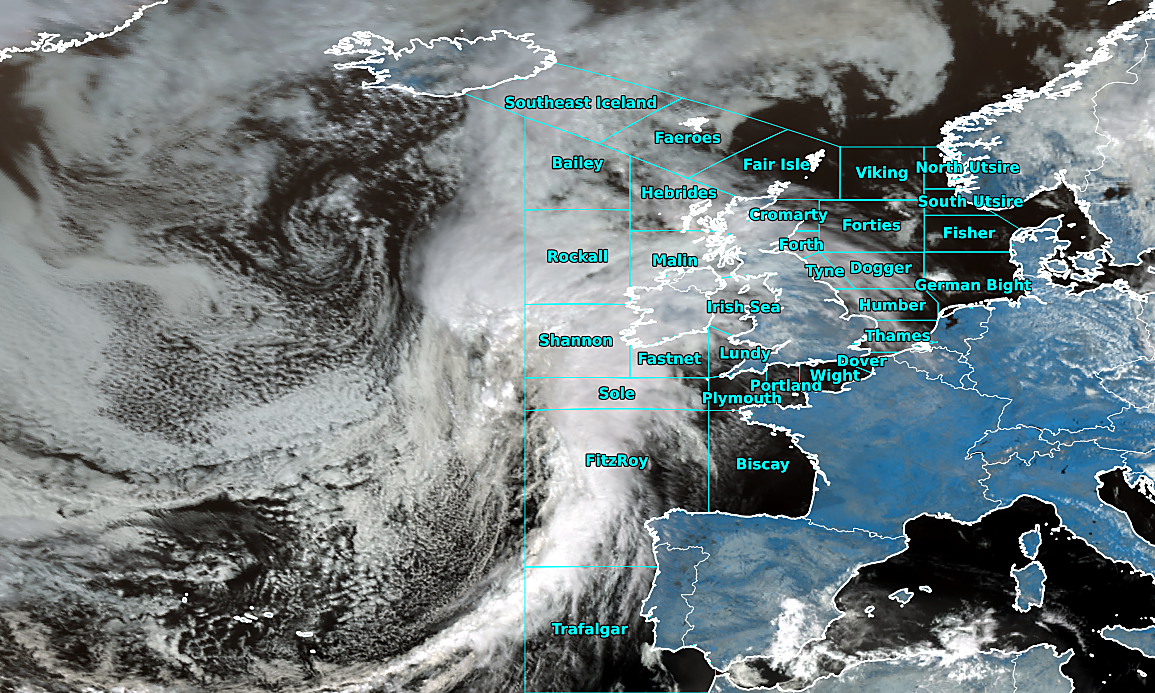 Southeast Iceland
Faeroes
Bailey
Fair Isle
Viking
North Utsire
Hebrides
South Utsire
Cromarty
Forties
Fisher
Forth
Rockall
Malin
Tyne
Dogger
German Bight
Irish Sea
Humber
Shannon
Thames
Fastnet
Lundy
Dover
Wight
Portland
Sole
Plymouth
FitzRoy
Biscay
Trafalgar